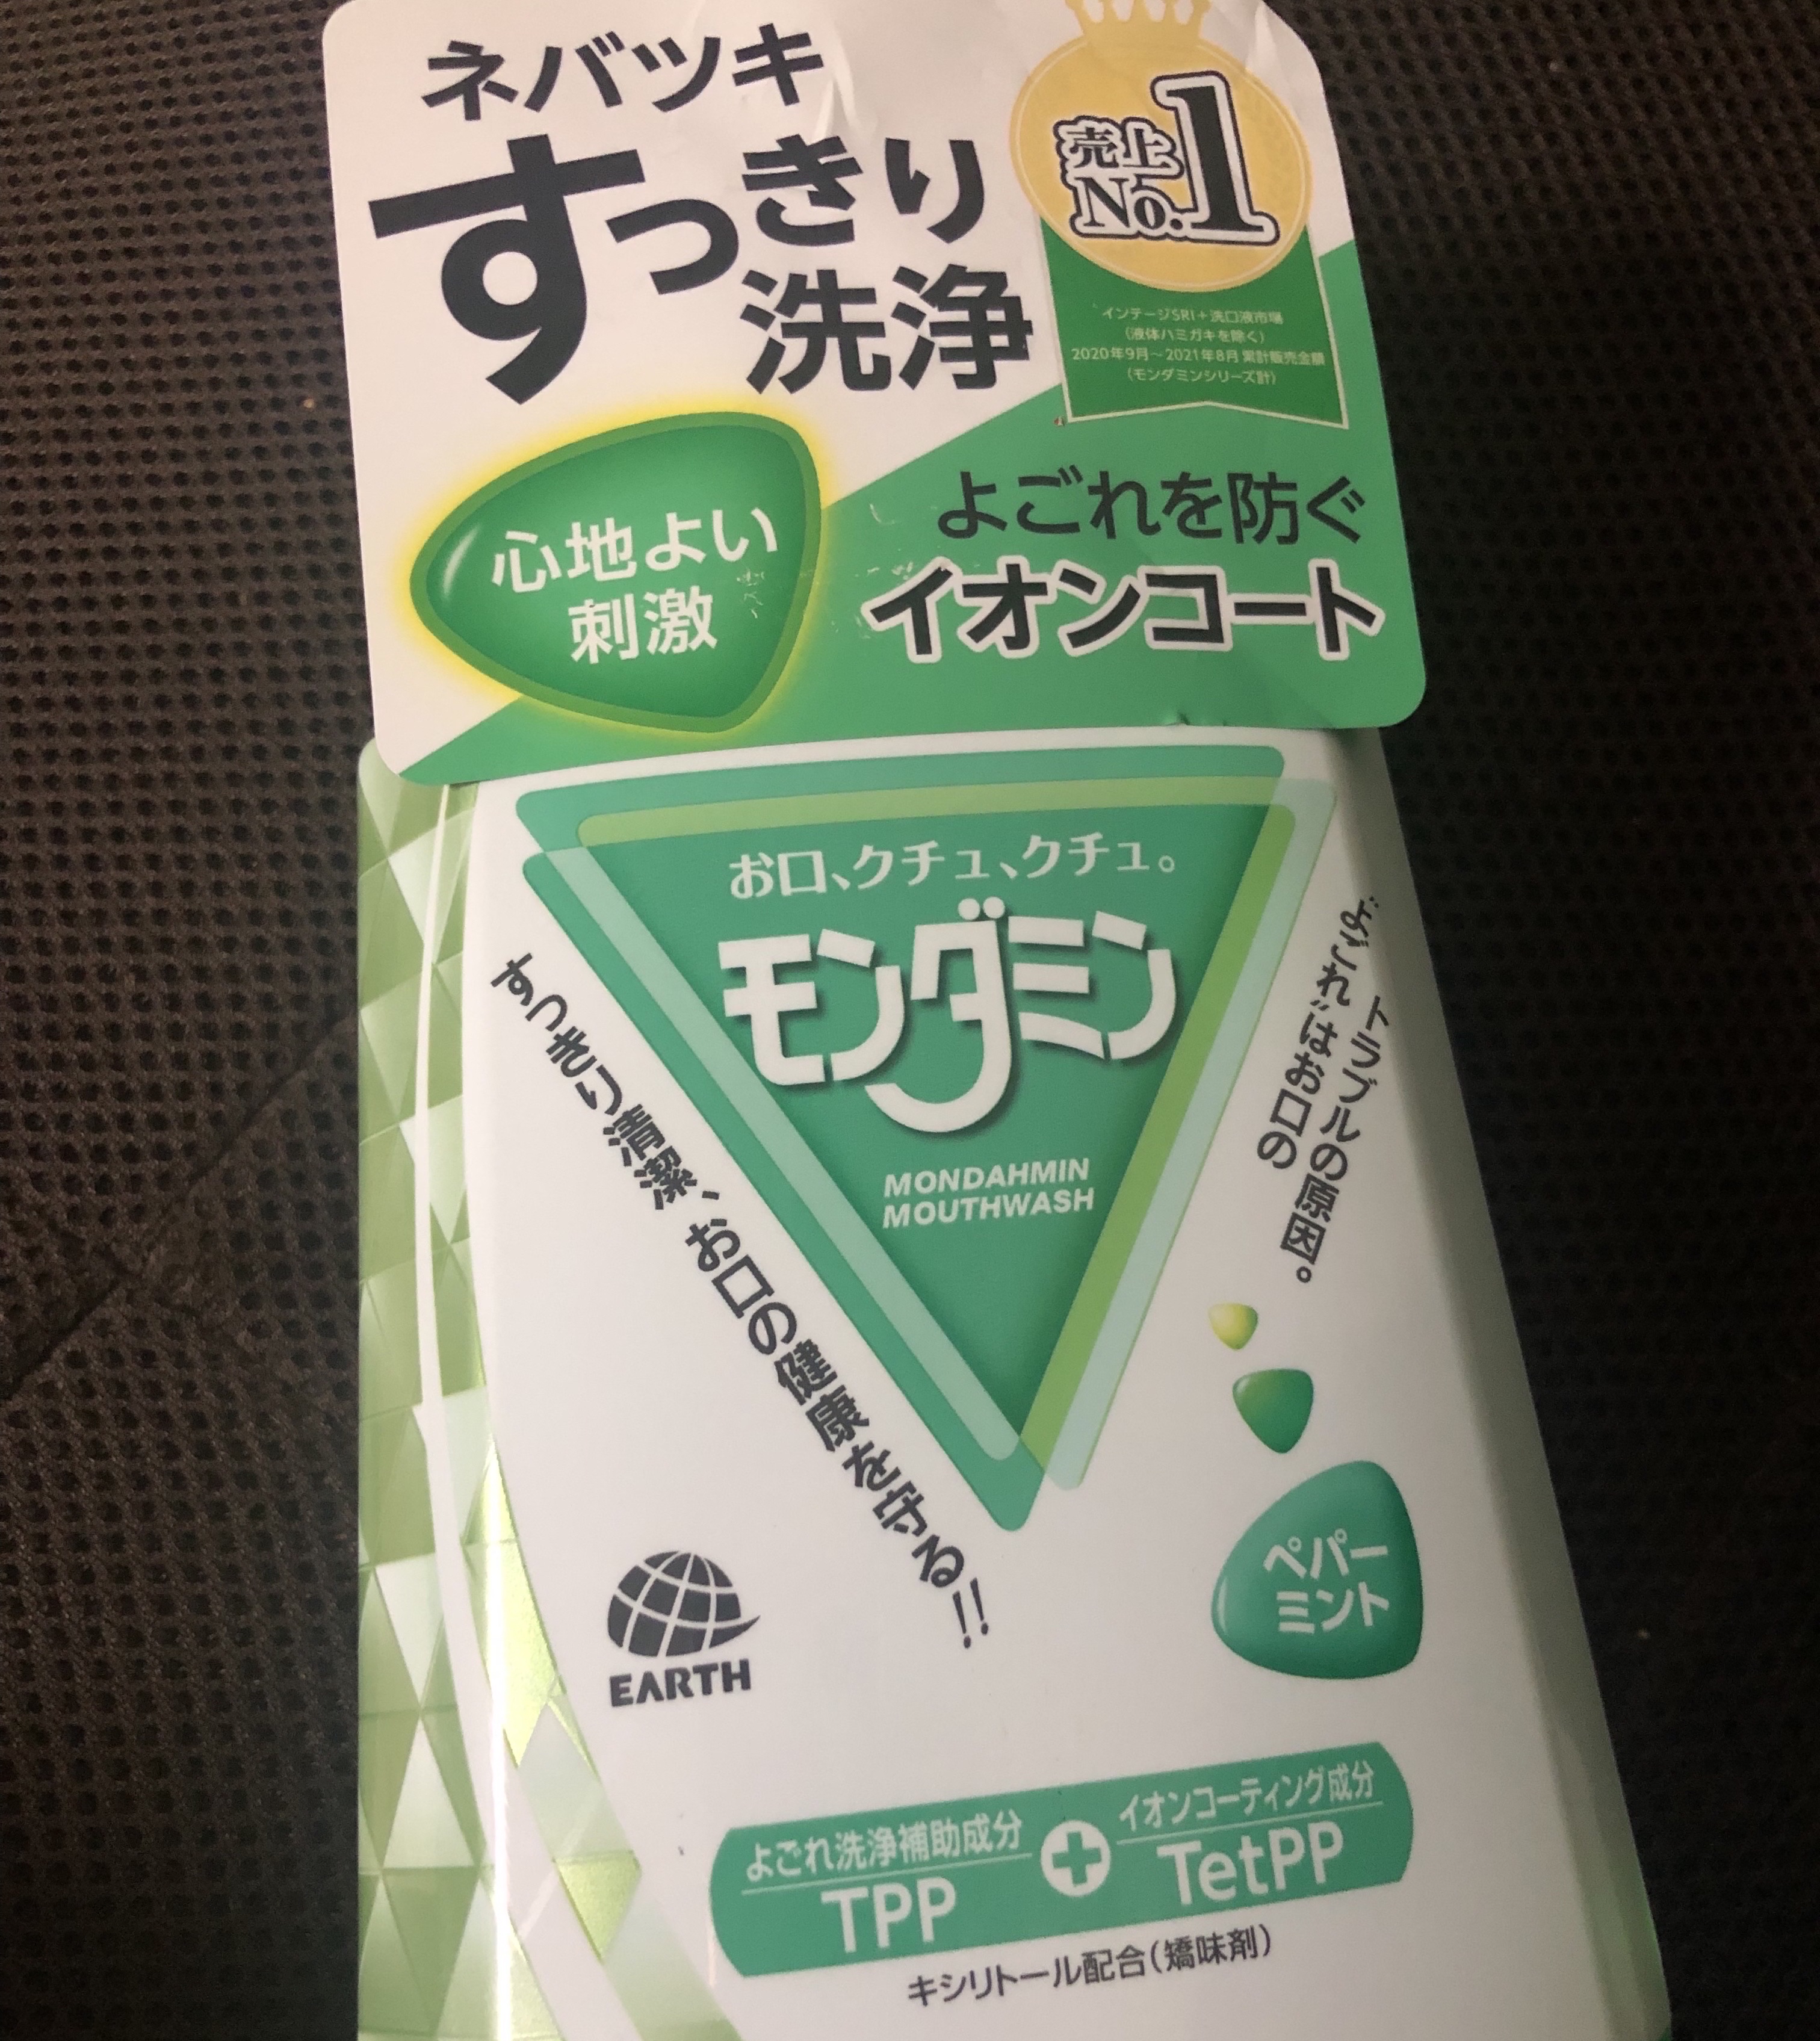 ネバツキ
すっきり
洗浄
売上
No.1
インテージSRI+洗口液市場
(液体ハミガキを除く)
2020年9月～2021年8月 累計販売金額
(モンダミンシリーズ計)
心地よい
刺激
よごれを防ぐ
イオンコート
お口、クチュ、クチュ。
モンダミン
MONDAHMIN
MOUTHWASH
すっきり清潔、お口の健康を守る!!
よごれはお口の
トラブルの原因。
ペパー
ミント
EARTH
よごれ洗浄補助成分
TPP
+
イオンコーティング成分
TetPP
キシリトール配合(矯味剤)